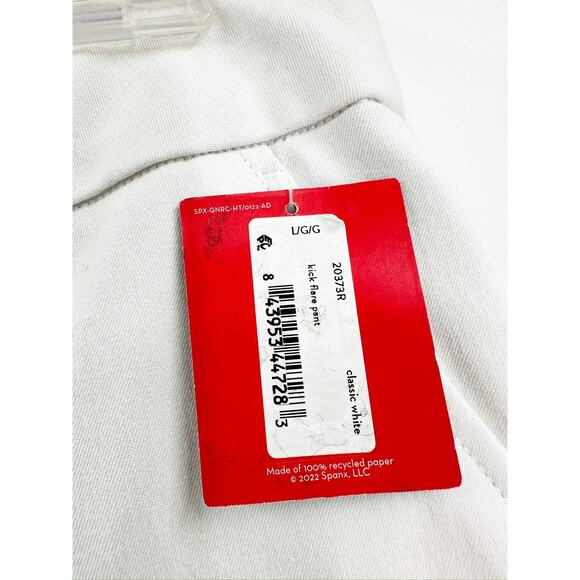 SPX-GNRC-HT/0122-AD
L/G/G
20373R
kick flare pant
classic white
8 43953 44728 3
Made of 100% recycled paper
© 2022 Spanx, LLC